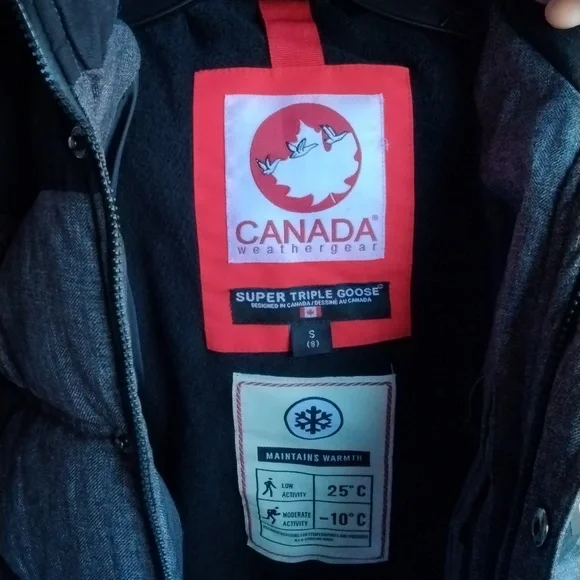 CANADA®
weathergear
SUPER TRIPLE GOOSE®
DESIGNED IN CANADA/DESSINE AU CANADA
S
(8)
MAINTAINS WARMTH
LOW
ACTIVITY
25°C
MODERATE
ACTIVITY
-10°C